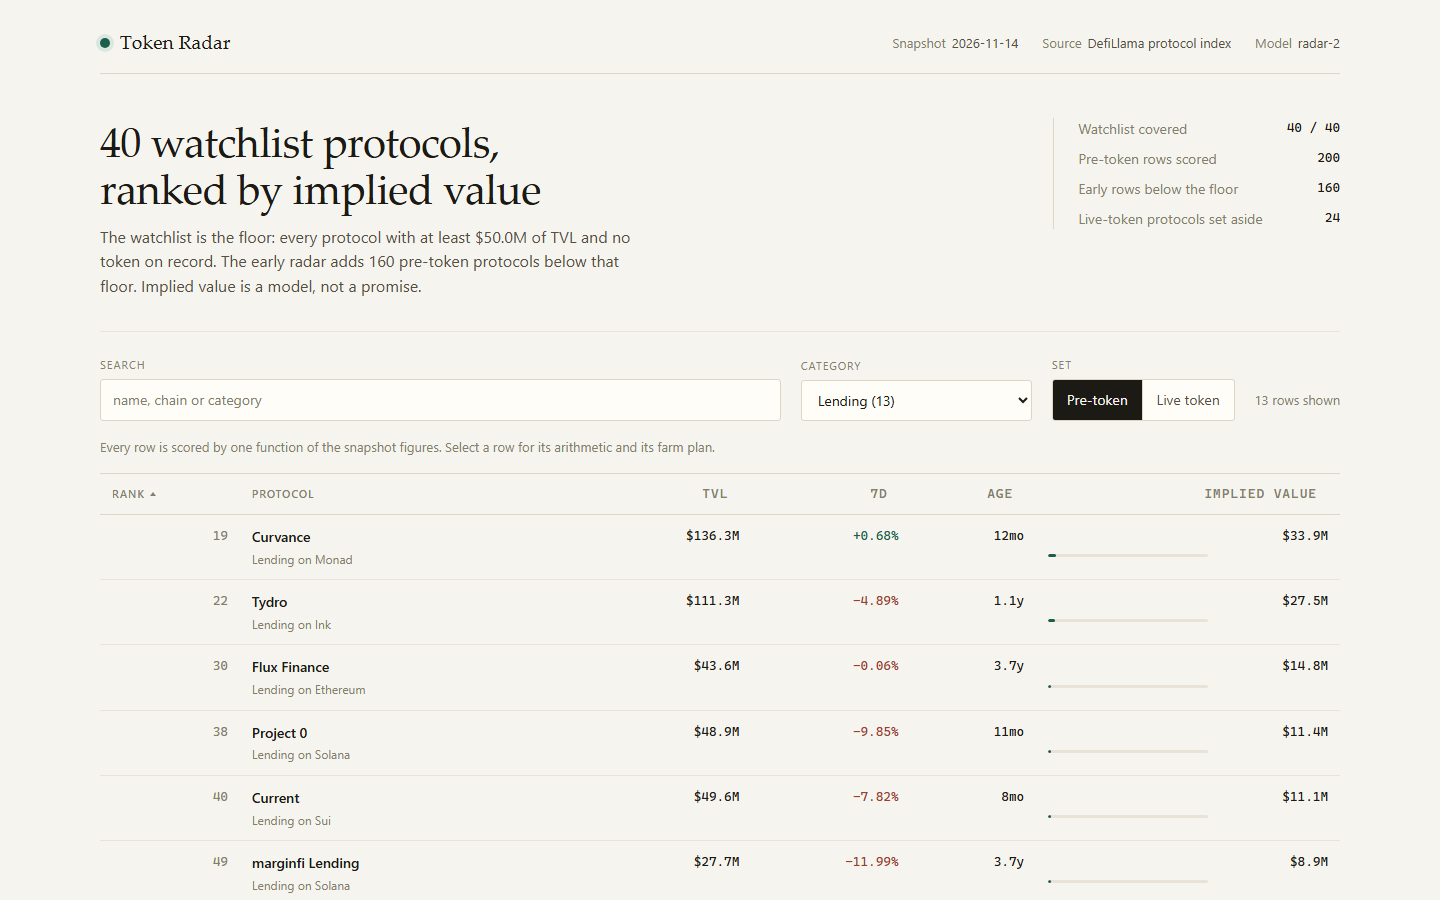 Token Radar
Snapshot 2026-11-14 Source DefiLlama protocol index Model radar-2
40 watchlist protocols,
ranked by implied value
The watchlist is the floor: every protocol with at least $50.0M of TVL and no
token on record. The early radar adds 160 pre-token protocols below that
floor. Implied value is a model, not a promise.
Watchlist covered 40 / 40
Pre-token rows scored 200
Early rows below the floor 160
Live-token protocols set aside 24
SEARCH CATEGORY SET
name, chain or category Lending (13) Pre-token Live token 13 rows shown
Every row is scored by one function of the snapshot figures. Select a row for its arithmetic and its farm plan.
RANK PROTOCOL TVL 7D AGE IMPLIED VALUE
19 Curvance $136.3M +0.68% 12mo $33.9M
Lending on Monad
22 Tydro $111.3M −4.89% 1.1y $27.5M
Lending on Ink
30 Flux Finance $43.6M −0.06% 3.7y $14.8M
Lending on Ethereum
38 Project 0 $48.9M −9.85% 11mo $11.4M
Lending on Solana
40 Current $49.6M −7.82% 8mo $11.1M
Lending on Sui
49 marginfi Lending $27.7M −11.99% 3.7y $8.9M
Lending on Solana